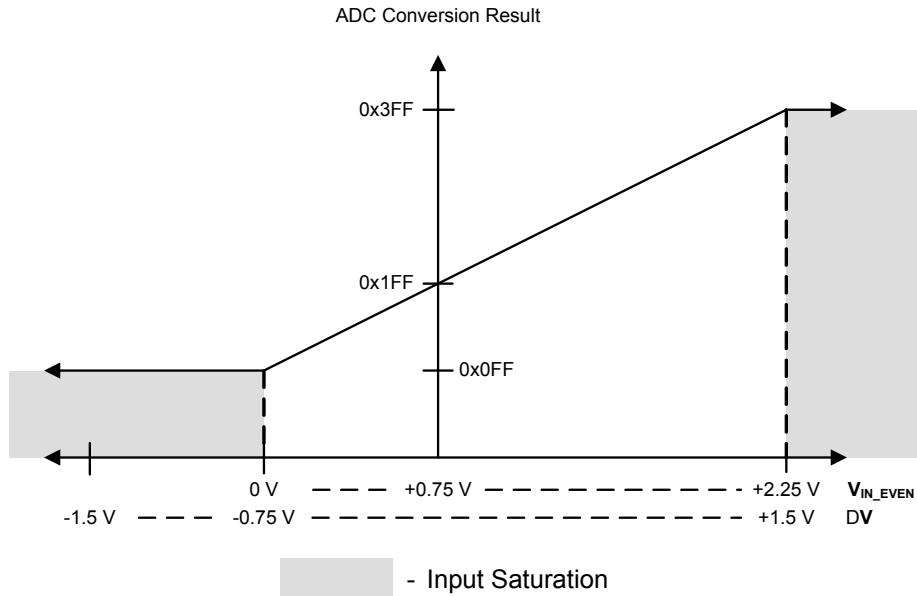 ADC Conversion Result
0x3FF
0x1FF
0x0FF
0 V +0.75 V +2.25 V VIN_EVEN
-1.5 V -0.75 V +1.5 V DV
- Input Saturation